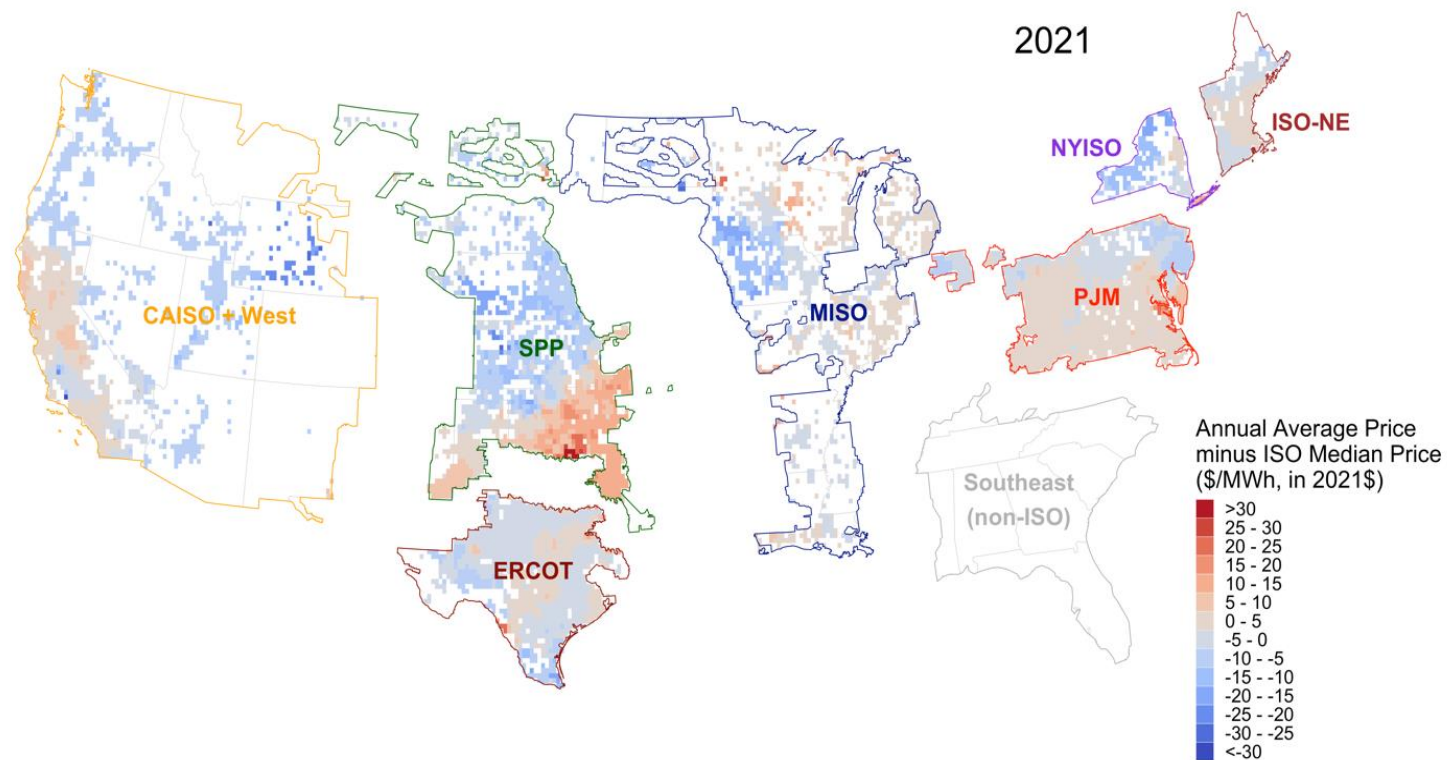 2021
ISO-NE
NYISO
CAISO + West
SPP
MISO
PJM
ERCOT
Southeast
(non-ISO)
Annual Average Price
minus ISO Median Price
($/MWh, in 2021$)
>30
25 - 30
20 - 25
15 - 20
10 - 15
5 - 10
0 - 5
-5 - 0
-10 - -5
-15 - -10
-20 - -15
-25 - -20
-30 - -25
<-30